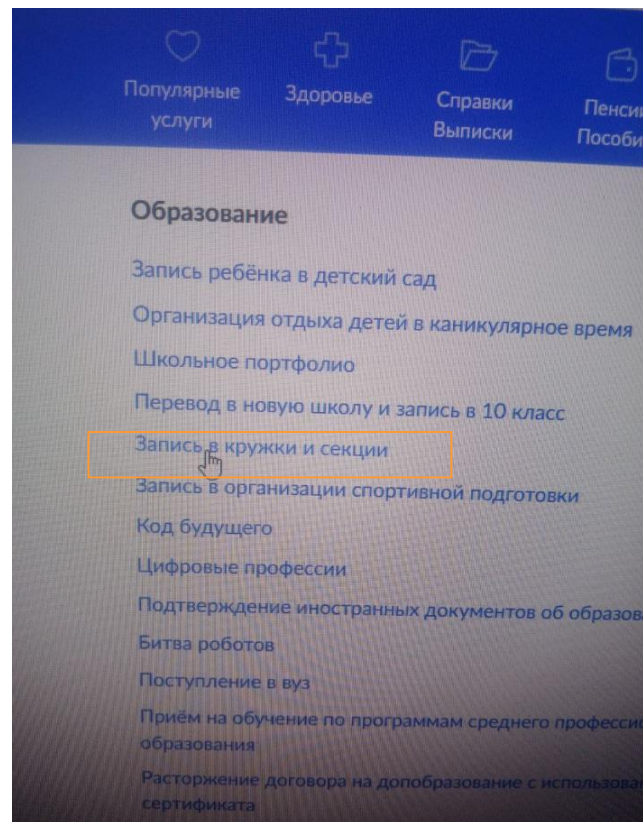 Популярные
услуги
Здоровье
Справки
Выписки
Образование
Запись ребёнка в детский сад
Организация отдыха детей в каникулярное время
Школьное портфолио
Перевод в новую школу и запись в 10 класс
Запись в кружки и секции
Запись в организации спортивной подготовки
Код будущего
Цифровые профессии
Подтверждение иностранных документов об
Битва роботов
Поступление в вуз
Приём на обучение по программам среднего
образования
Расторжение договора на допобразование с
сертификата